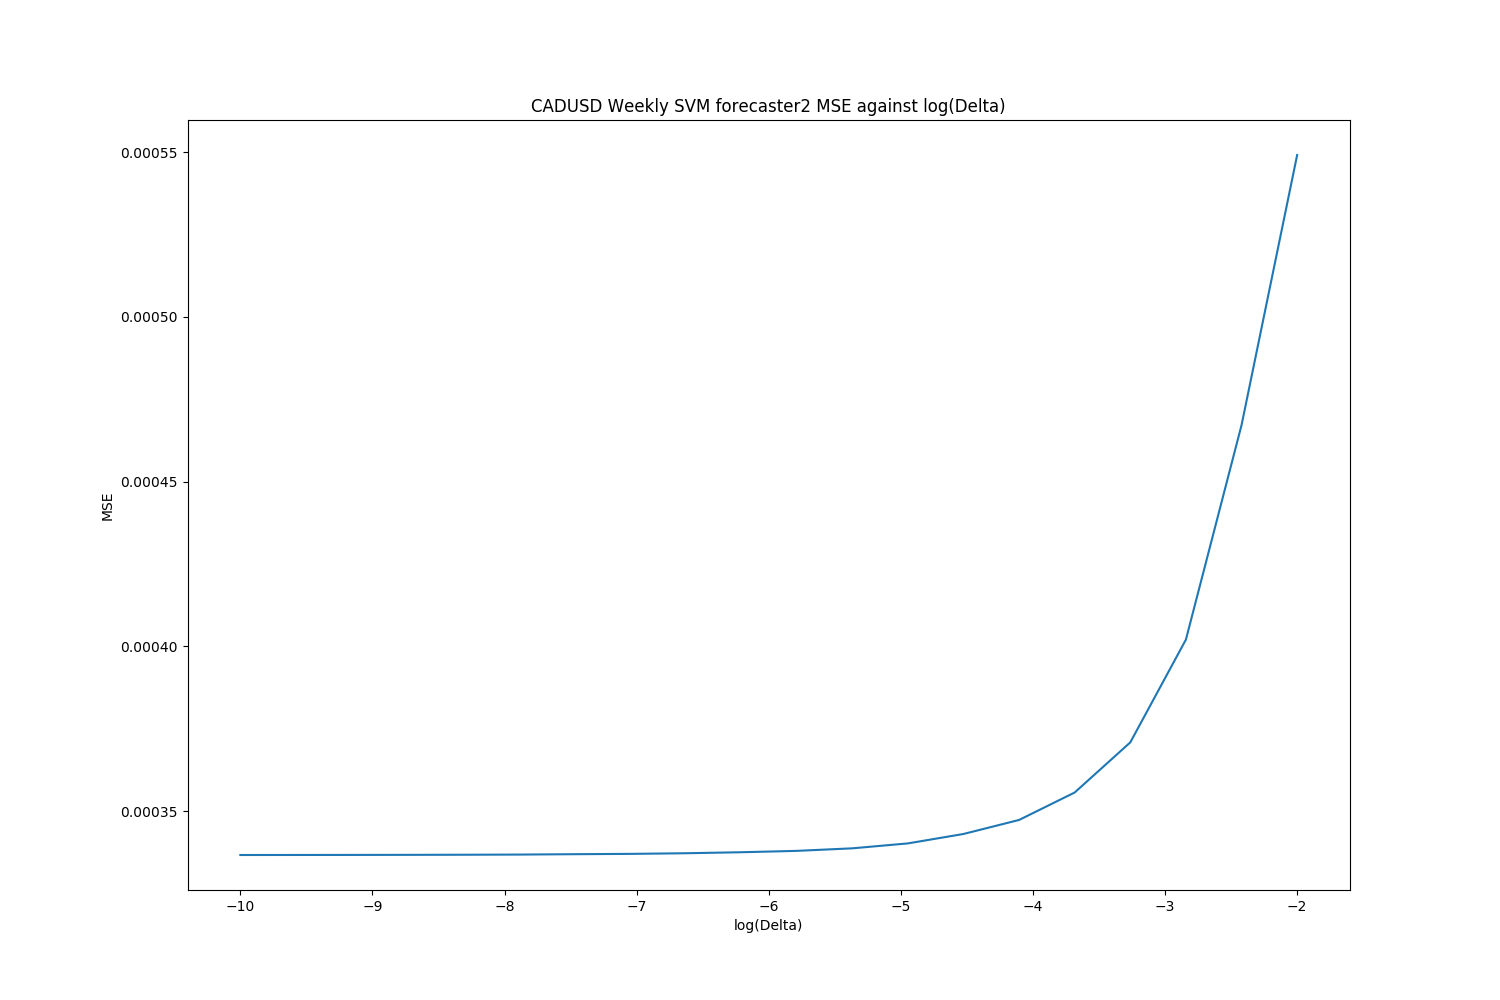 CADUSD Weekly SVM forecaster2 MSE against log(Delta)
0.00055
0.00050
0.00045
MSE
0.00040
0.00035
−10 −9 −8 −7 −6 −5 −4 −3 −2
log(Delta)